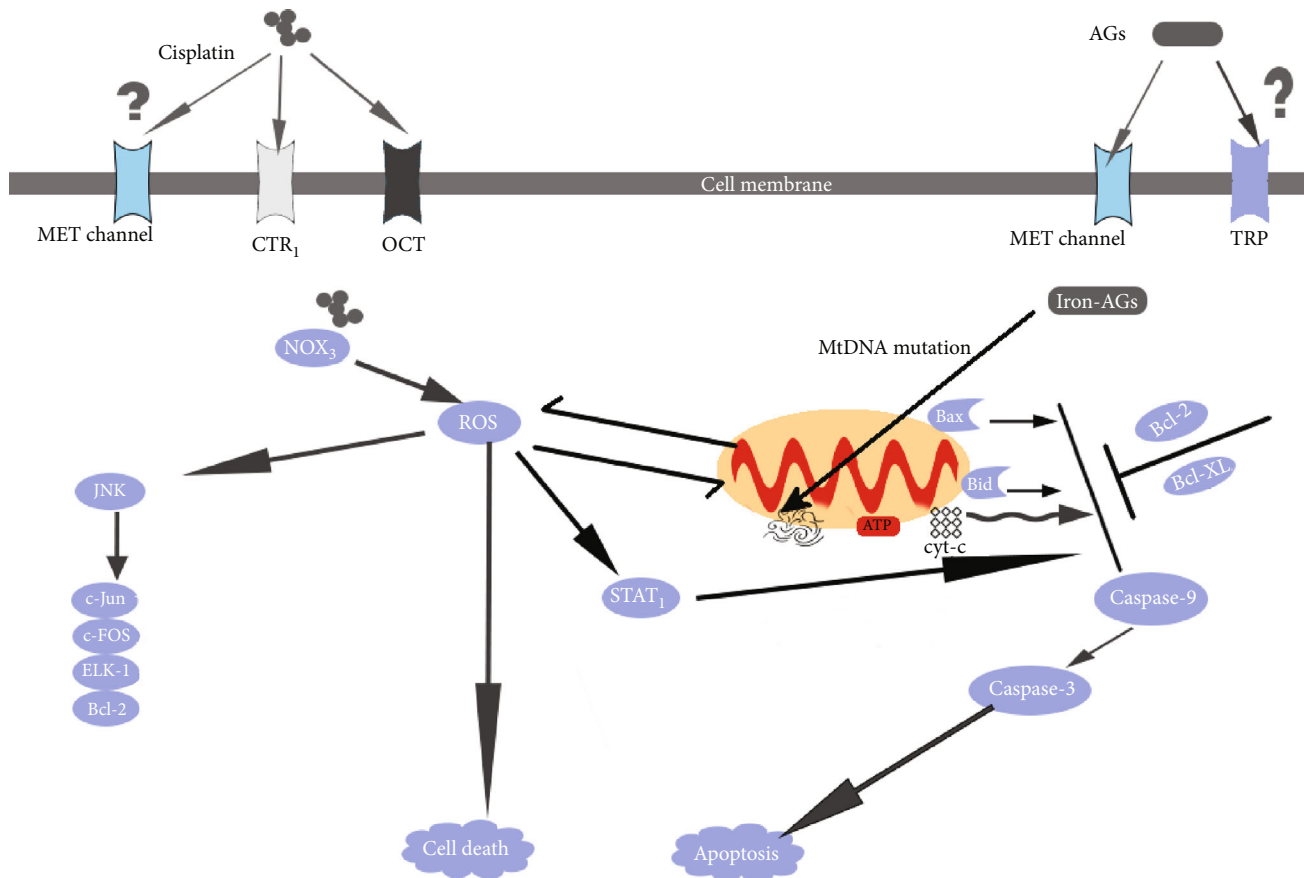 Cisplatin
AGs
?
?
Cell membrane
MET channel
CTR1
OCT
MET channel
TRP
Iron-AGs
NOX3
MtDNA mutation
ROS
Bax
Bcl-2
Bcl-XL
Bid
JNK
ATP
cyt-c
STAT1
Caspase-9
c-Jun
c-FOS
ELK-1
Bcl-2
Caspase-3
Cell death
Apoptosis